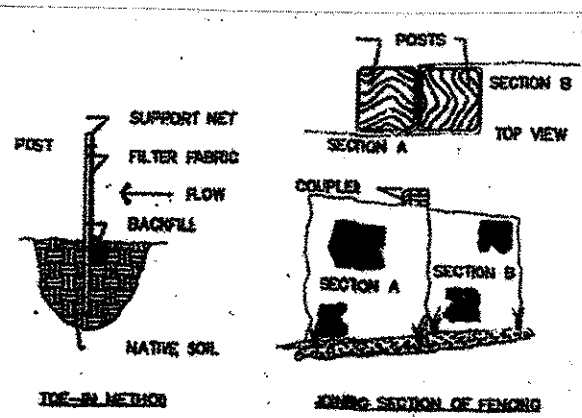 POSTS
SECTION B
SECTION A
TOP VIEW
SUPPORT NET
POST
FILTER FABRIC
FLOW
BACKFILL
NATIVE SOIL
TOE-IN METHOD
COUPLER
SECTION A
SECTION B
JOINING SECTION OF FENCING